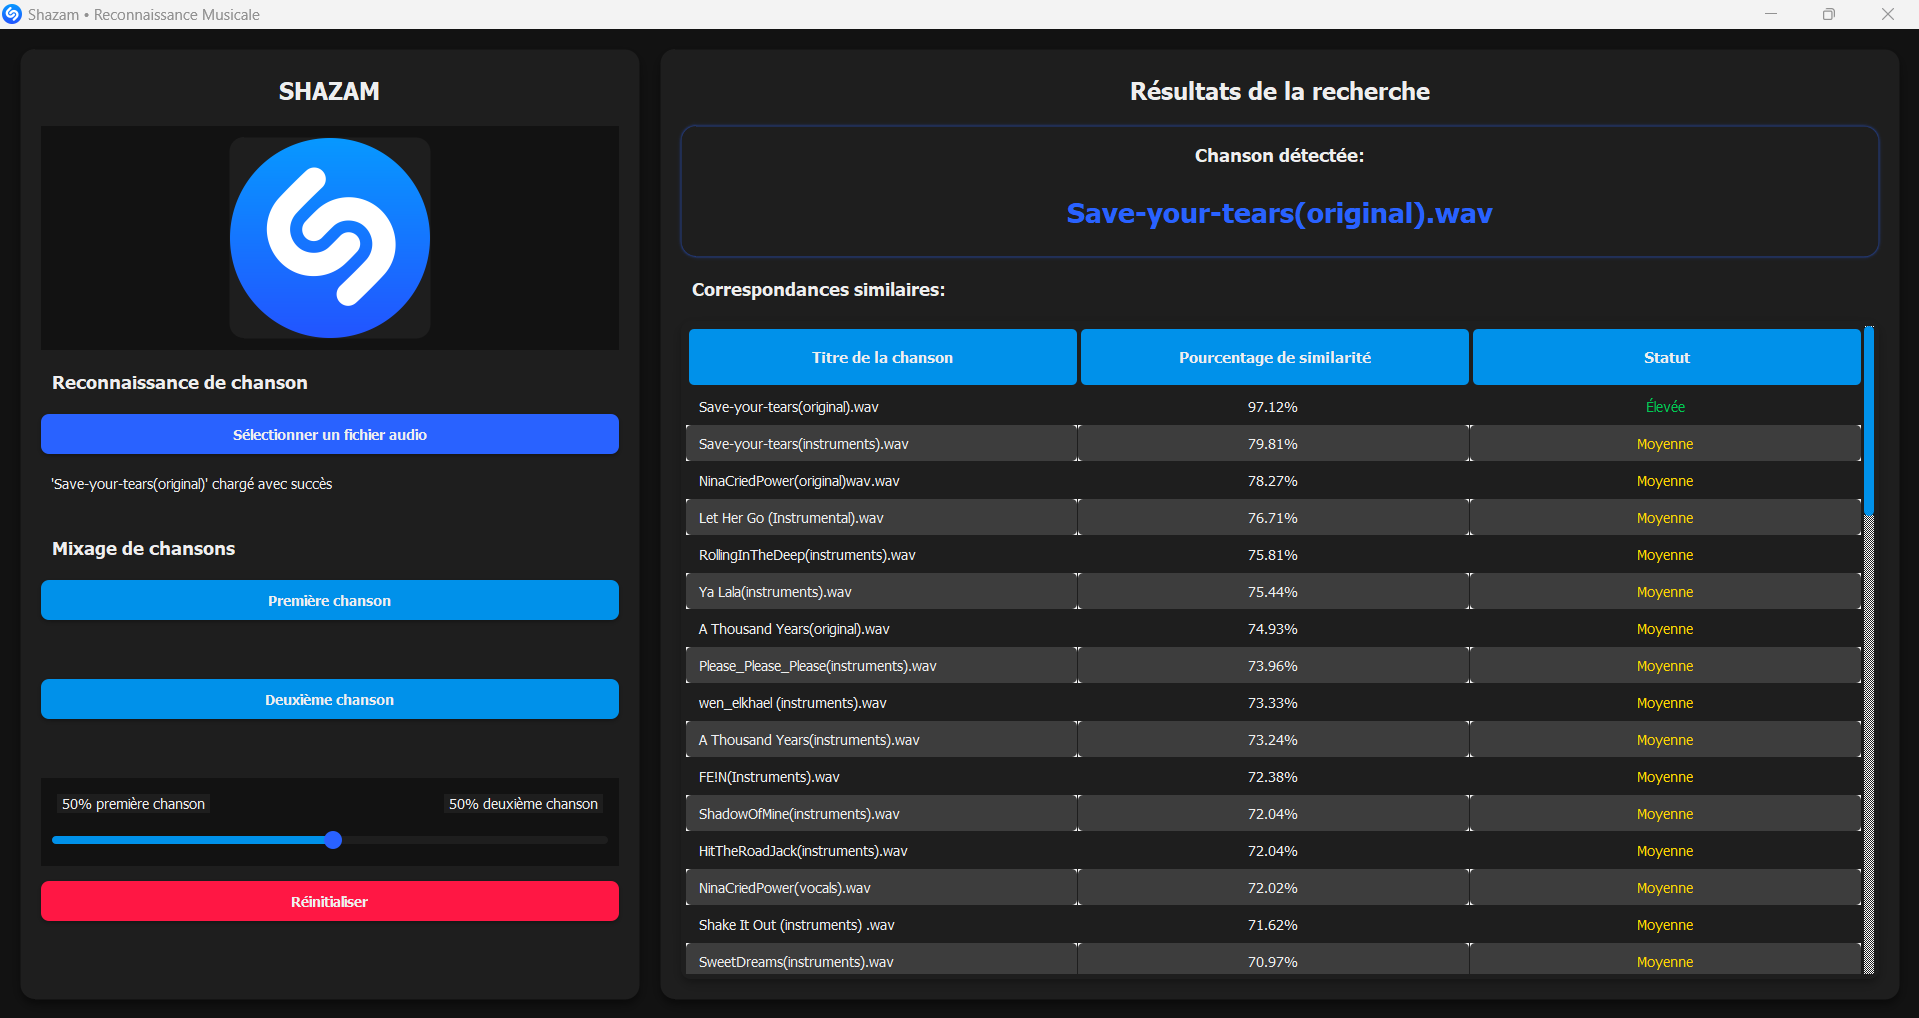 Shazam • Reconnaissance Musicale
SHAZAM
Reconnaissance de chanson
Sélectionner un fichier audio
'Save-your-tears(original)' chargé avec succès
Mixage de chansons
Première chanson
Deuxième chanson
50% première chanson 50% deuxième chanson
Réinitialiser
Résultats de la recherche
Chanson détectée:
Save-your-tears(original).wav
Correspondances similaires:
Titre de la chanson Pourcentage de similarité Statut
Save-your-tears(original).wav 97.12% Élevée
Save-your-tears(instruments).wav 79.81% Moyenne
NinaCriedPower(original)wav.wav 78.27% Moyenne
Let Her Go (Instrumental).wav 76.71% Moyenne
RollingInTheDeep(instruments).wav 75.81% Moyenne
Ya Lala(instruments).wav 75.44% Moyenne
A Thousand Years(original).wav 74.93% Moyenne
Please_Please_Please(instruments).wav 73.96% Moyenne
wen_elkhael (instruments).wav 73.33% Moyenne
A Thousand Years(instruments).wav 73.24% Moyenne
FE!N(Instruments).wav 72.38% Moyenne
ShadowOfMine(instruments).wav 72.04% Moyenne
HitTheRoadJack(instruments).wav 72.04% Moyenne
NinaCriedPower(vocals).wav 72.02% Moyenne
Shake It Out (instruments) .wav 71.62% Moyenne
SweetDreams(instruments).wav 70.97% Moyenne